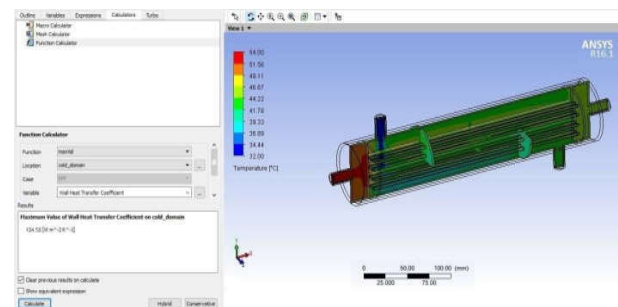 Outline Variables Expressions Calculators Turbo
Macro Calculator
Mesh Calculator
Function Calculator
Function Calculator
Function maxVal
Location cold_domain
Case
Variable Wall Heat Transfer Coefficient
Results
Maximum Value of Wall Heat Transfer Coefficient on cold_domain
Clear previous results on calculate
Show equivalent expression
Calculate Hybrid Conservative
View 1
ANSYS
R16.1
54.00
51.56
49.11
46.67
44.22
41.78
39.33
36.89
34.44
32.00
Temperature [°C]
0 50.00 100.00 (mm)
25.000 75.00